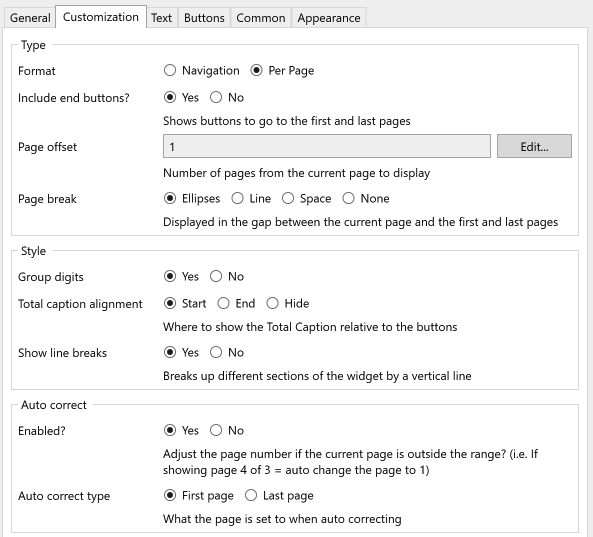 General Customization Text Buttons Common Appearance
Type
Format Navigation Per Page
Include end buttons? Yes No
Shows buttons to go to the first and last pages
Page offset 1 Edit...
Number of pages from the current page to display
Page break Ellipses Line Space None
Displayed in the gap between the current page and the first and last pages
Style
Group digits Yes No
Total caption alignment Start End Hide
Where to show the Total Caption relative to the buttons
Show line breaks Yes No
Breaks up different sections of the widget by a vertical line
Auto correct
Enabled? Yes No
Adjust the page number if the current page is outside the range? (i.e. If
showing page 4 of 3 = auto change the page to 1)
Auto correct type First page Last page
What the page is set to when auto correcting